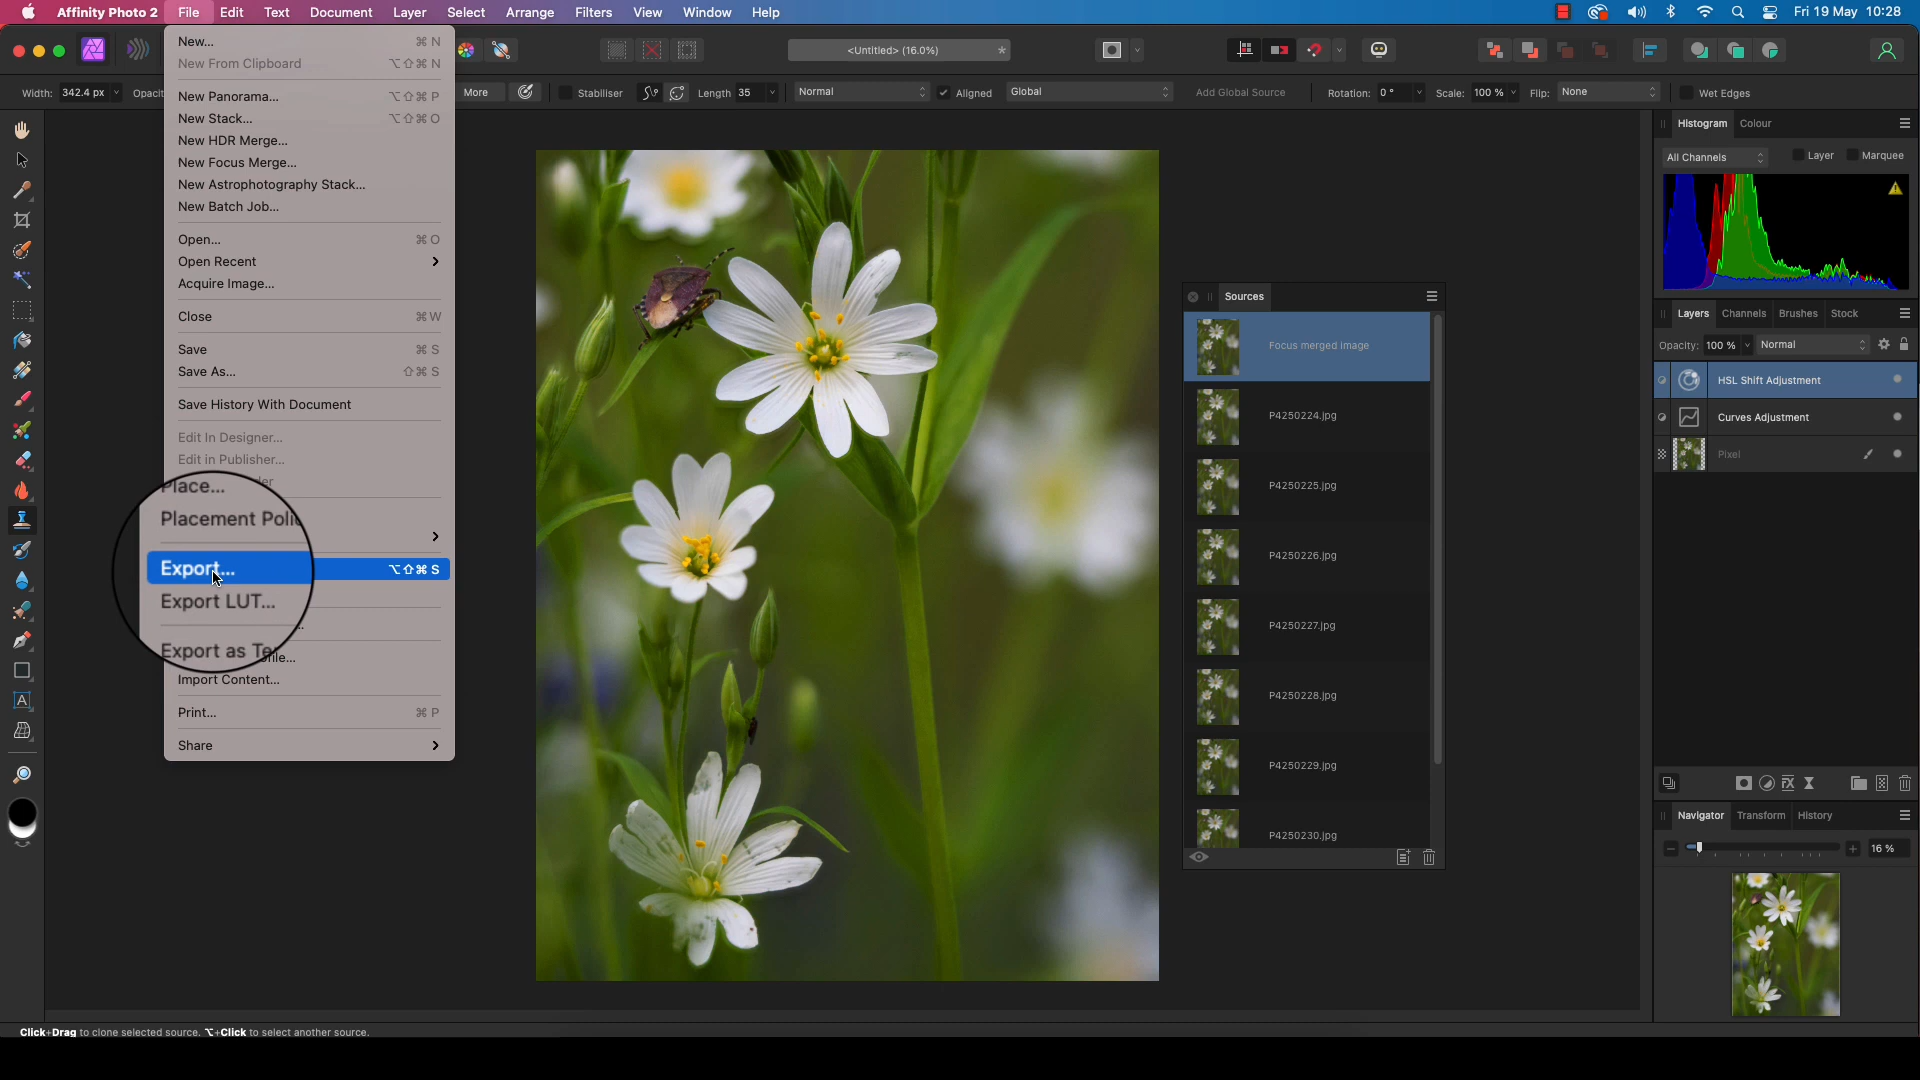 Affinity Photo 2 File Edit Text Document Layer Select Arrange Filters View Window Help Fri 19 May 10:28
<Untitled> (16.0%) *
Width: 342.4 px Opacit More Stabiliser Length 35 Normal Aligned Global Add Global Source Rotation: 0 ° Scale: 100 % Flip: None Wet Edges
New... ⌘ N
New From Clipboard ⌥⇧⌘ N
New Panorama... ⌥⇧⌘ P
New Stack... ⌥⇧⌘ O
New HDR Merge...
New Focus Merge...
New Astrophotography Stack...
New Batch Job...
Open... ⌘ O
Open Recent
Acquire Image...
Close ⌘ W
Save ⌘ S
Save As... ⇧⌘ S
Save History With Document
Edit In Designer...
Edit in Publisher...
der
Place...
Placement Polic
Export... ⌥⇧⌘ S
Export LUT...
Export as Te
ofile...
Import Content...
Print... ⌘ P
Share
Sources
Focus merged image
P4250224.jpg
P4250225.jpg
P4250226.jpg
P4250227.jpg
P4250228.jpg
P4250229.jpg
P4250230.jpg
Histogram Colour
All Channels Layer Marquee
Layers Channels Brushes Stock
Opacity: 100 % Normal
HSL Shift Adjustment
Curves Adjustment
Pixel
FX
Navigator Transform History
16 %
A
Click+Drag to clone selected source. ⌥+Click to select another source.